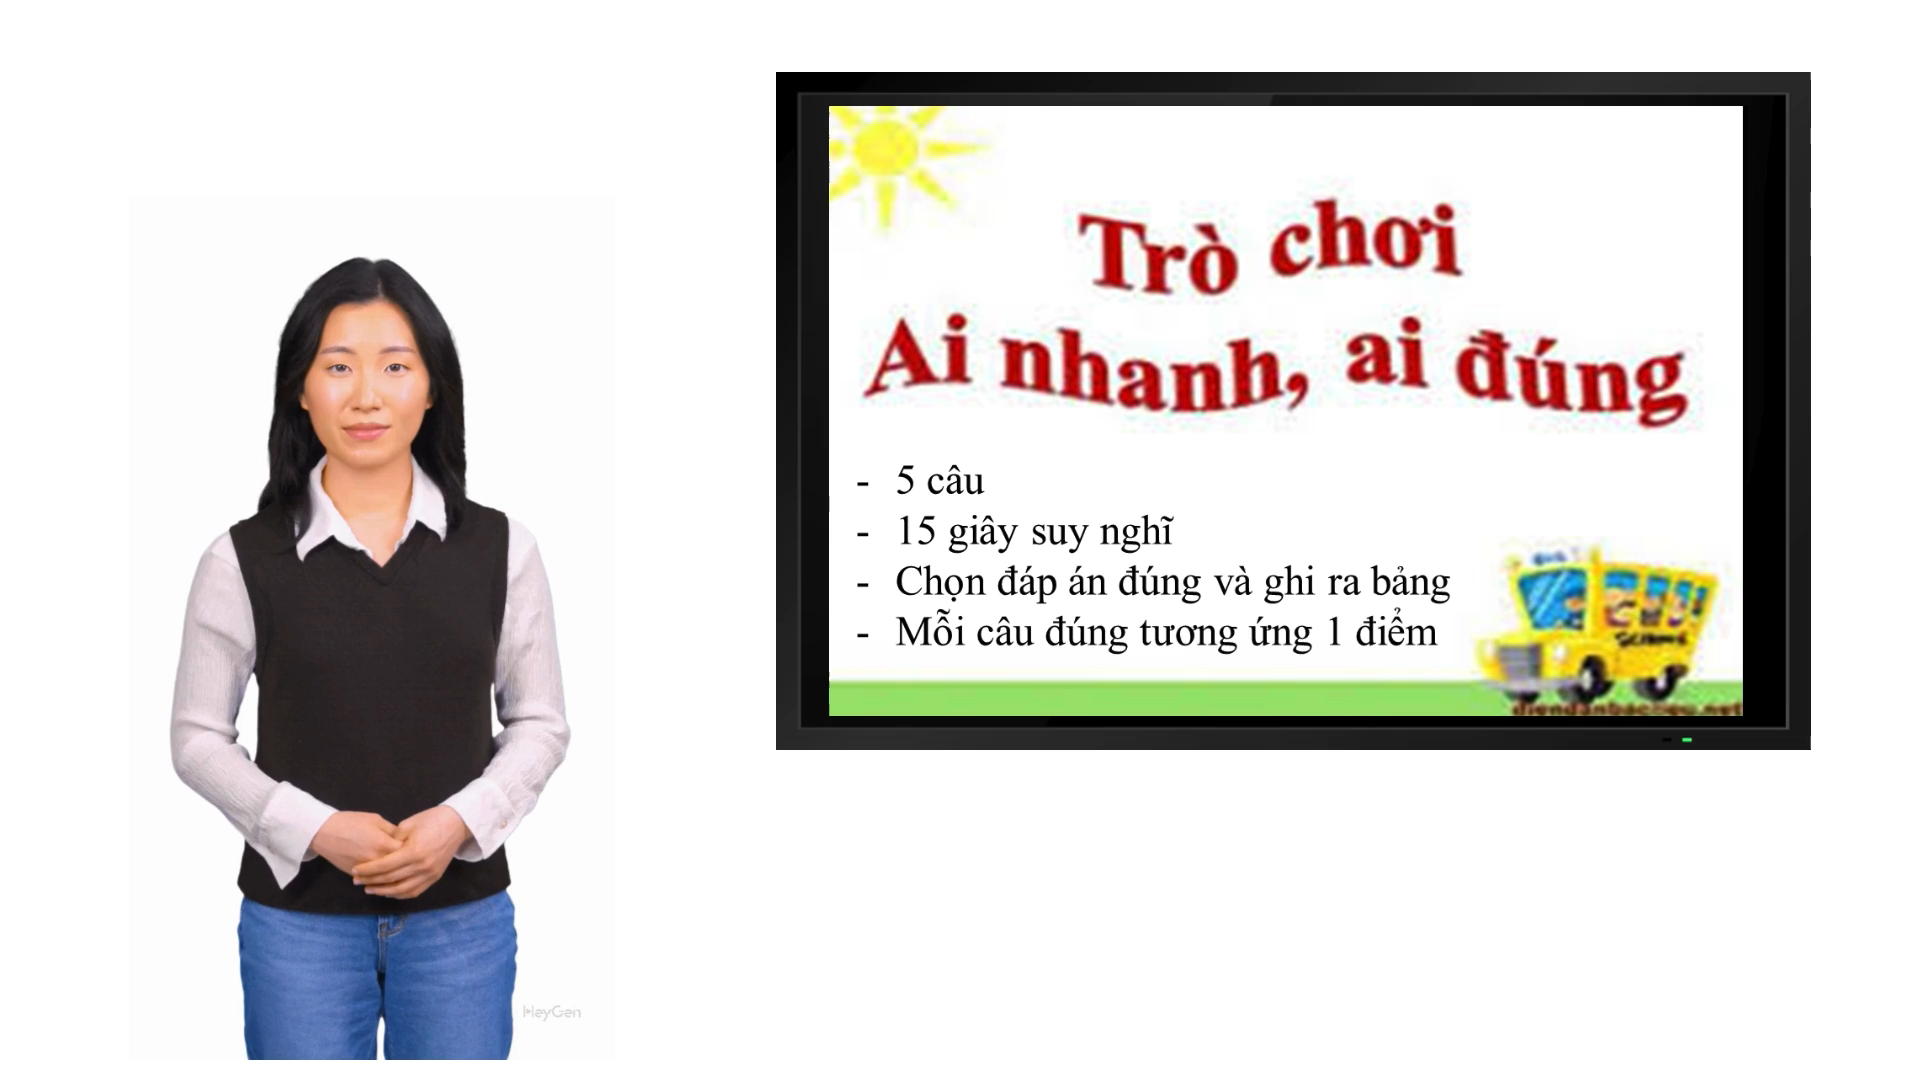 Trò chơi
Ai nhanh, ai đúng
- 5 câu
- 15 giây suy nghĩ
- Chọn đáp án đúng và ghi ra bảng
- Mỗi câu đúng tương ứng 1 điểm
HeyGen